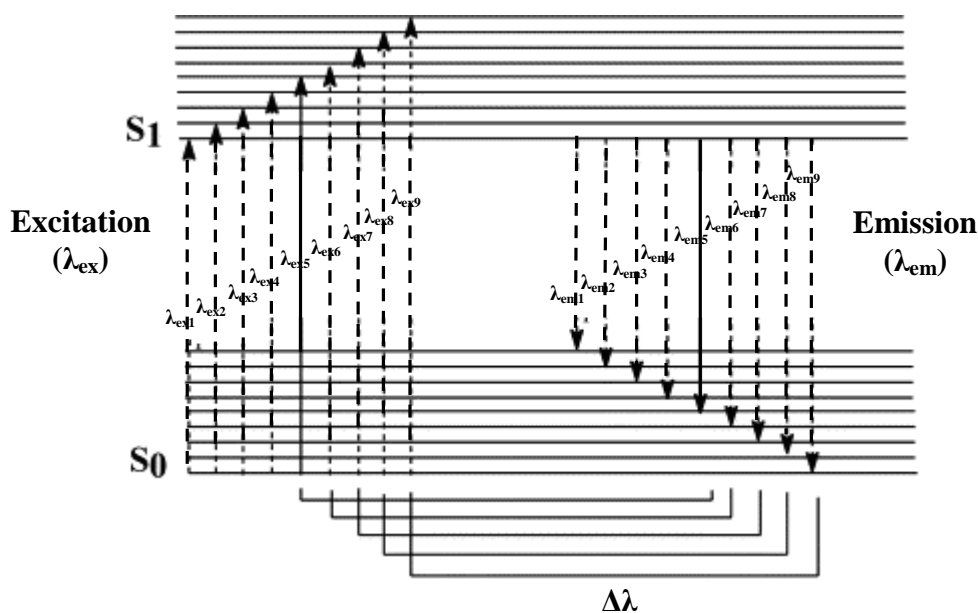 S1
Excitation
(λex)
λex1
λex2
λex3
λex4
λex5
λex6
λex7
λex8
λex9
λem1
λem2
λem3
λem4
λem5
λem6
λem7
λem8
λem9
Emission
(λem)
S0
Δλ